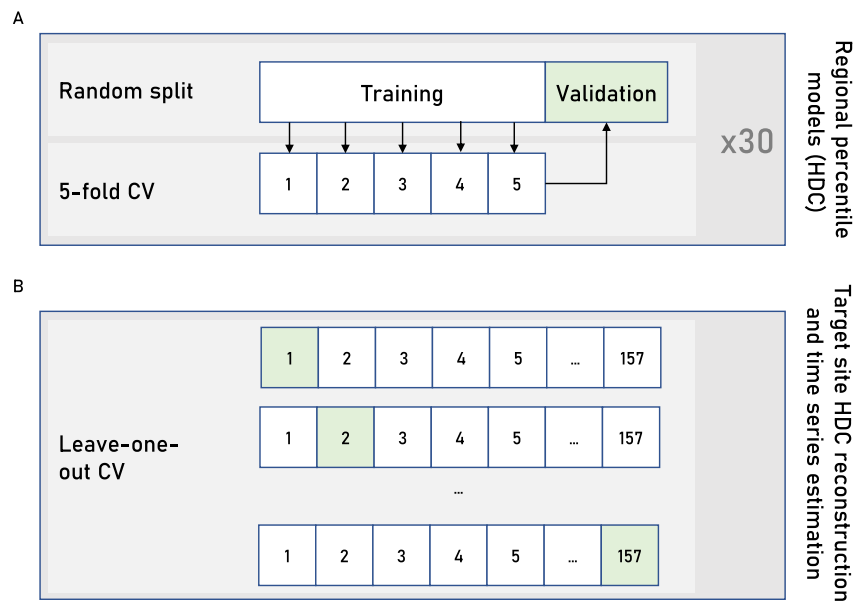 A
Random split
Training
Validation
5-fold CV
1 2 3 4 5
x30
Regional percentile
models (HDC)
B
Leave-one-
out CV
1 2 3 4 5 ... 157
1 2 3 4 5 ... 157
...
1 2 3 4 5 ... 157
Target site HDC reconstruction
and time series estimation